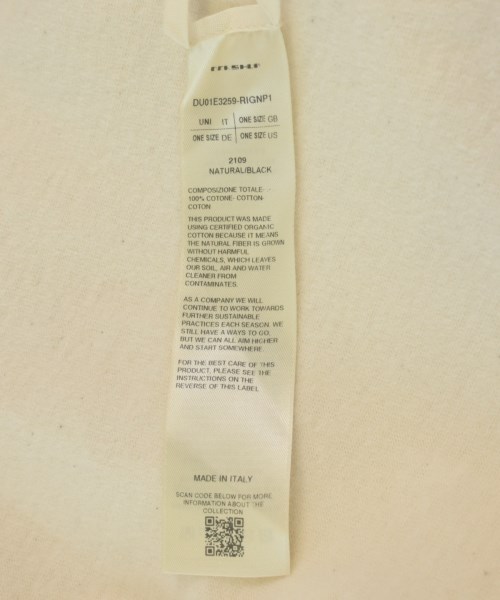 DU01E3259-RIGNP1
UNI IT ONE SIZE GB
ONE SIZE DE ONE SIZE US
2109
NATURAL/BLACK
COMPOSIZIONE TOTALE-
100% COTONE- COTTON-
COTON
THIS PRODUCT WAS MADE
USING CERTIFIED ORGANIC
COTTON BECAUSE IT MEANS
THE NATURAL FIBER IS GROWN
WITHOUT HARMFUL
CHEMICALS, WHICH LEAVES
OUR SOIL, AIR AND WATER
CLEANER FROM
CONTAMINATES.
AS A COMPANY WE WILL
CONTINUE TO WORK TOWARDS
FURTHER SUSTAINABLE
PRACTICES EACH SEASON. WE
STILL HAVE A WAYS TO GO,
BUT WE CAN ALL AIM HIGHER
AND START SOMEWHERE.
FOR THE BEST CARE OF THIS
PRODUCT, PLEASE SEE THE
INSTRUCTIONS ON THE
REVERSE OF THIS LABEL
MADE IN ITALY
SCAN CODE BELOW FOR MORE
INFORMATION ABOUT THE
COLLECTION